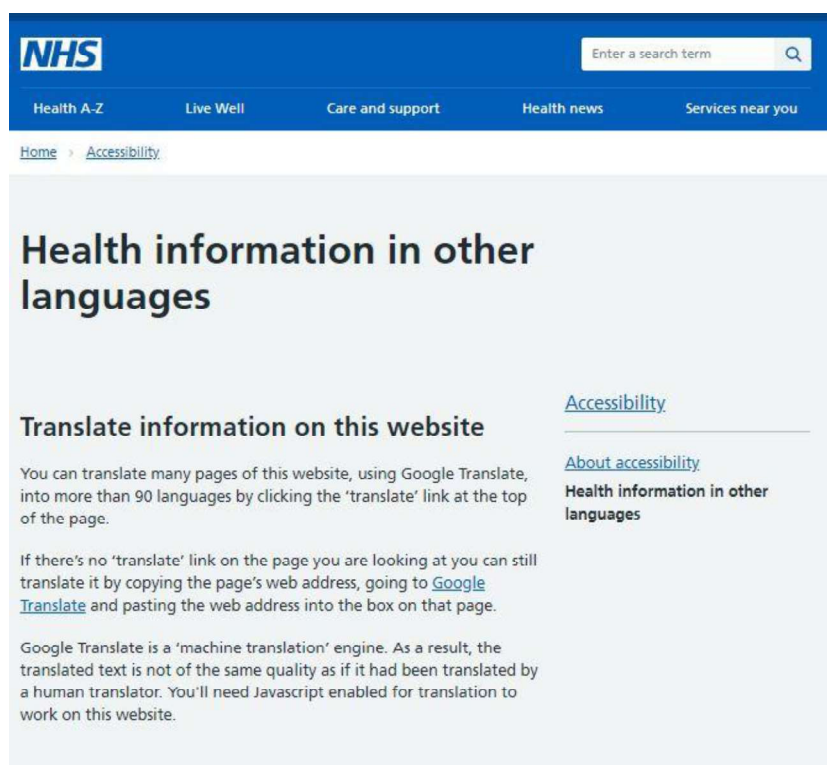 NHS
Enter a search term
Health A-Z Live Well Care and support Health news Services near you
Home › Accessibility
Health information in other
languages
Translate information on this website
You can translate many pages of this website, using Google Translate,
into more than 90 languages by clicking the ‘translate’ link at the top
of the page.
If there’s no ‘translate’ link on the page you are looking at you can still
translate it by copying the page’s web address, going to Google
Translate and pasting the web address into the box on that page.
Google Translate is a ‘machine translation’ engine. As a result, the
translated text is not of the same quality as if it had been translated by
a human translator. You'll need Javascript enabled for translation to
work on this website.
Accessibility
About accessibility
Health information in other
languages